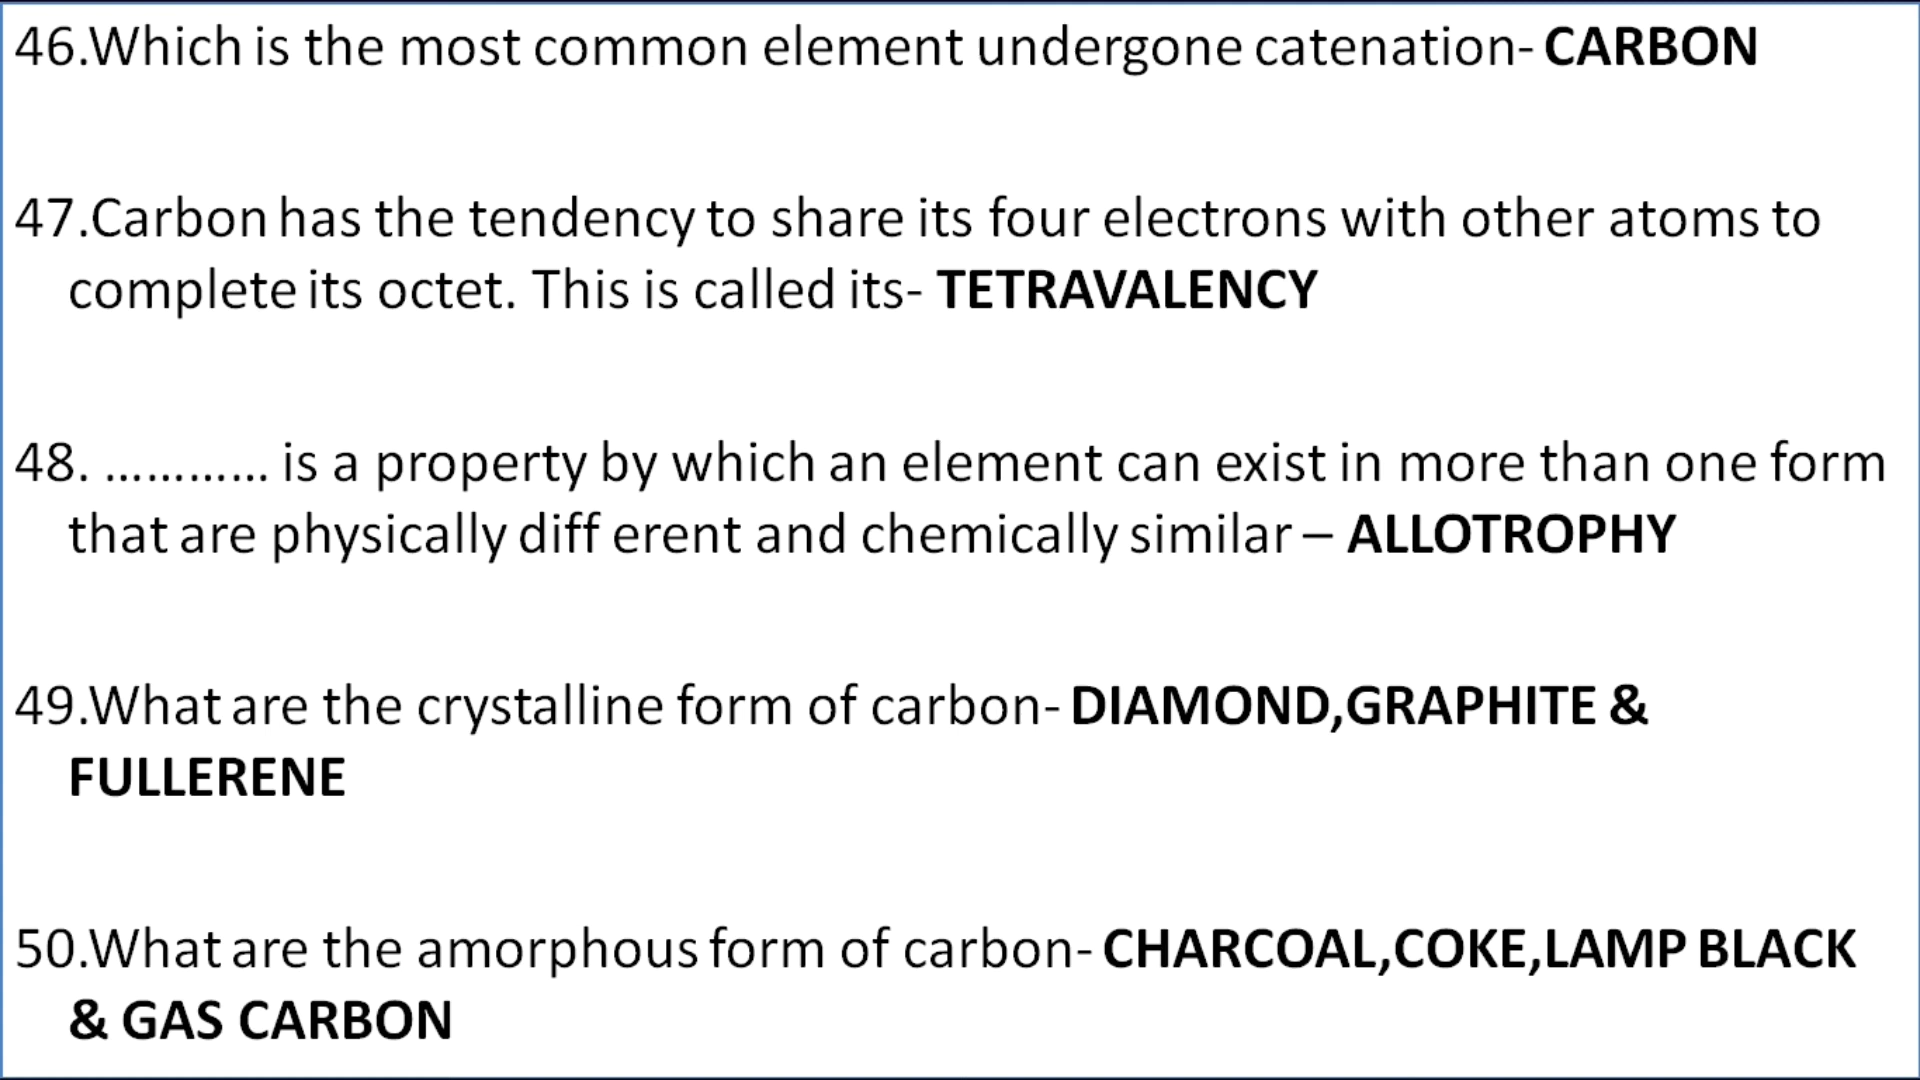 46.Which is the most common element undergone catenation- CARBON
47.Carbon has the tendency to share its four electrons with other atoms to
complete its octet. This is called its- TETRAVALENCY
48. ………… is a property by which an element can exist in more than one form
that are physically diff erent and chemically similar – ALLOTROPHY
49.What are the crystalline form of carbon- DIAMOND,GRAPHITE &
FULLERENE
50.What are the amorphous form of carbon- CHARCOAL,COKE,LAMP BLACK
& GAS CARBON